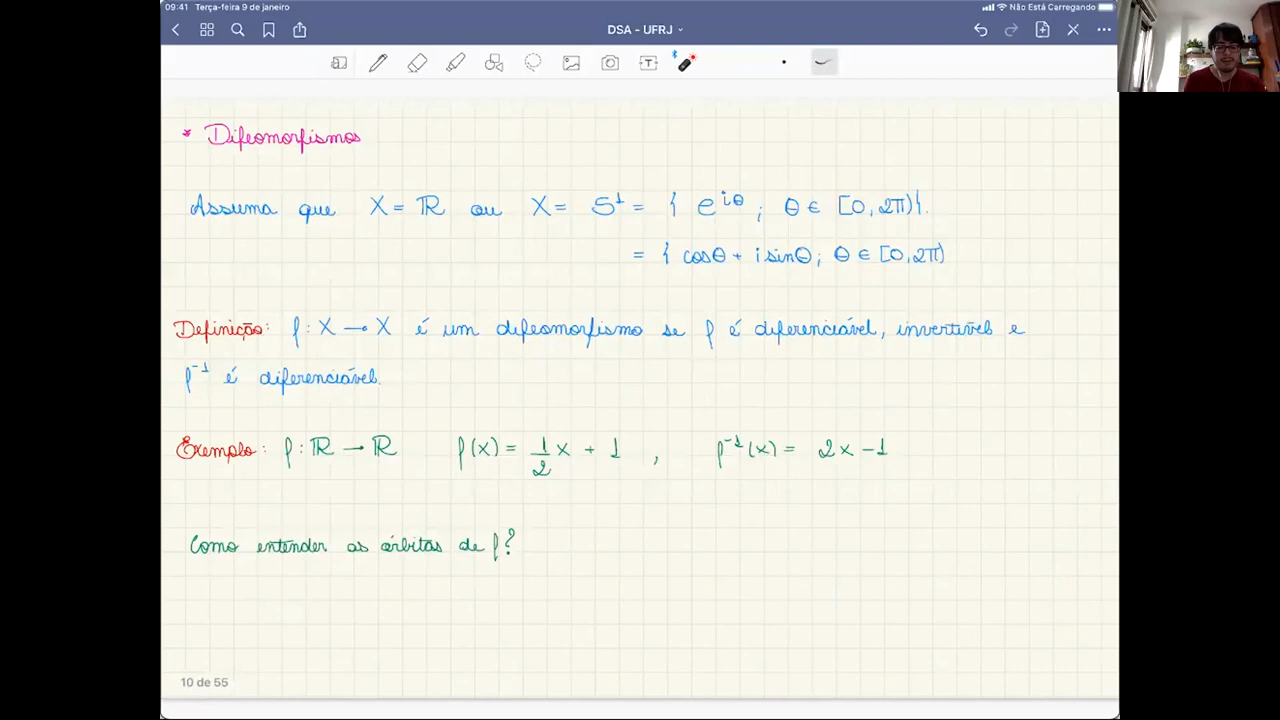 09:41 Terça-feira 9 de janeiro
Não Está Carregando
DSA - UFRJ
* Difeomorfismos
Assuma que X = ℝ ou X = S¹ = { e^{iθ} ; θ ∈ [0, 2π)}.
= { cosθ + i sinθ ; θ ∈ [0, 2π)
Definição: f : X → X é um difeomorfismo se f é diferenciável, invertível e
f⁻¹ é diferenciável.
Exemplo: f : ℝ → ℝ f(x) = 1/2 x + 1 , f⁻¹(x) = 2x - 1
Como entender as órbitas de f?
10 de 55